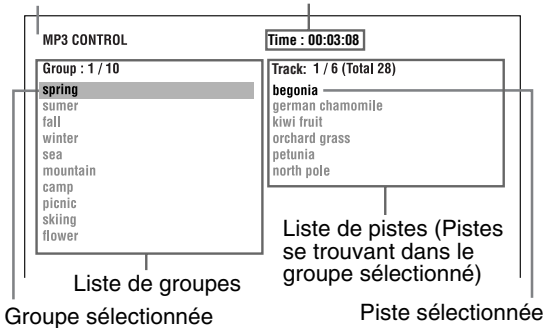 MP3 CONTROL
Time : 00:03:08
Group : 1 / 10
spring
sumer
fall
winter
sea
mountain
camp
picnic
skiing
flower
Track: 1 / 6 (Total 28)
begonia
german chamomile
kiwi fruit
orchard grass
petunia
north pole
Liste de pistes (Pistes
se trouvant dans le
groupe sélectionné)
Liste de groupes
Groupe sélectionnée
Piste sélectionnée